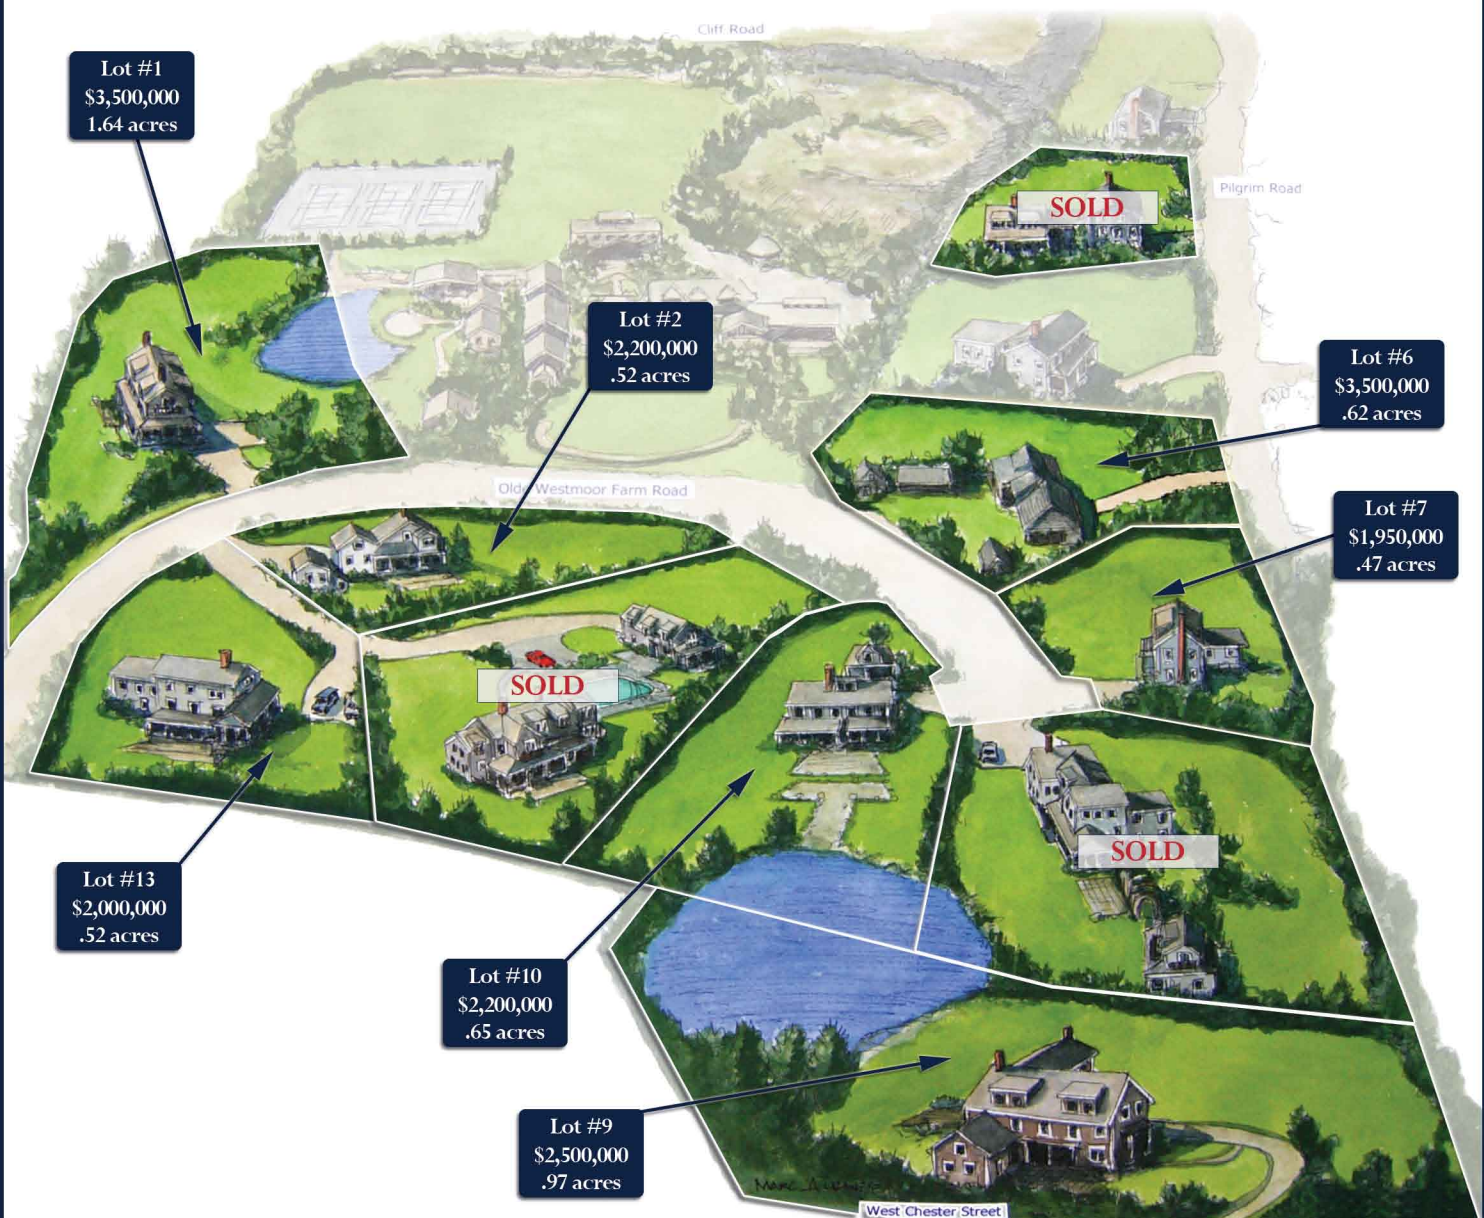 Cliff Road
Lot #1
$3,500,000
1.64 acres
Pilgrim Road
SOLD
Lot #2
$2,200,000
.52 acres
Lot #6
$3,500,000
.62 acres
Olde Westmoor Farm Road
Lot #7
$1,950,000
.47 acres
SOLD
SOLD
Lot #13
$2,000,000
.52 acres
Lot #10
$2,200,000
.65 acres
Lot #9
$2,500,000
.97 acres
West Chester Street